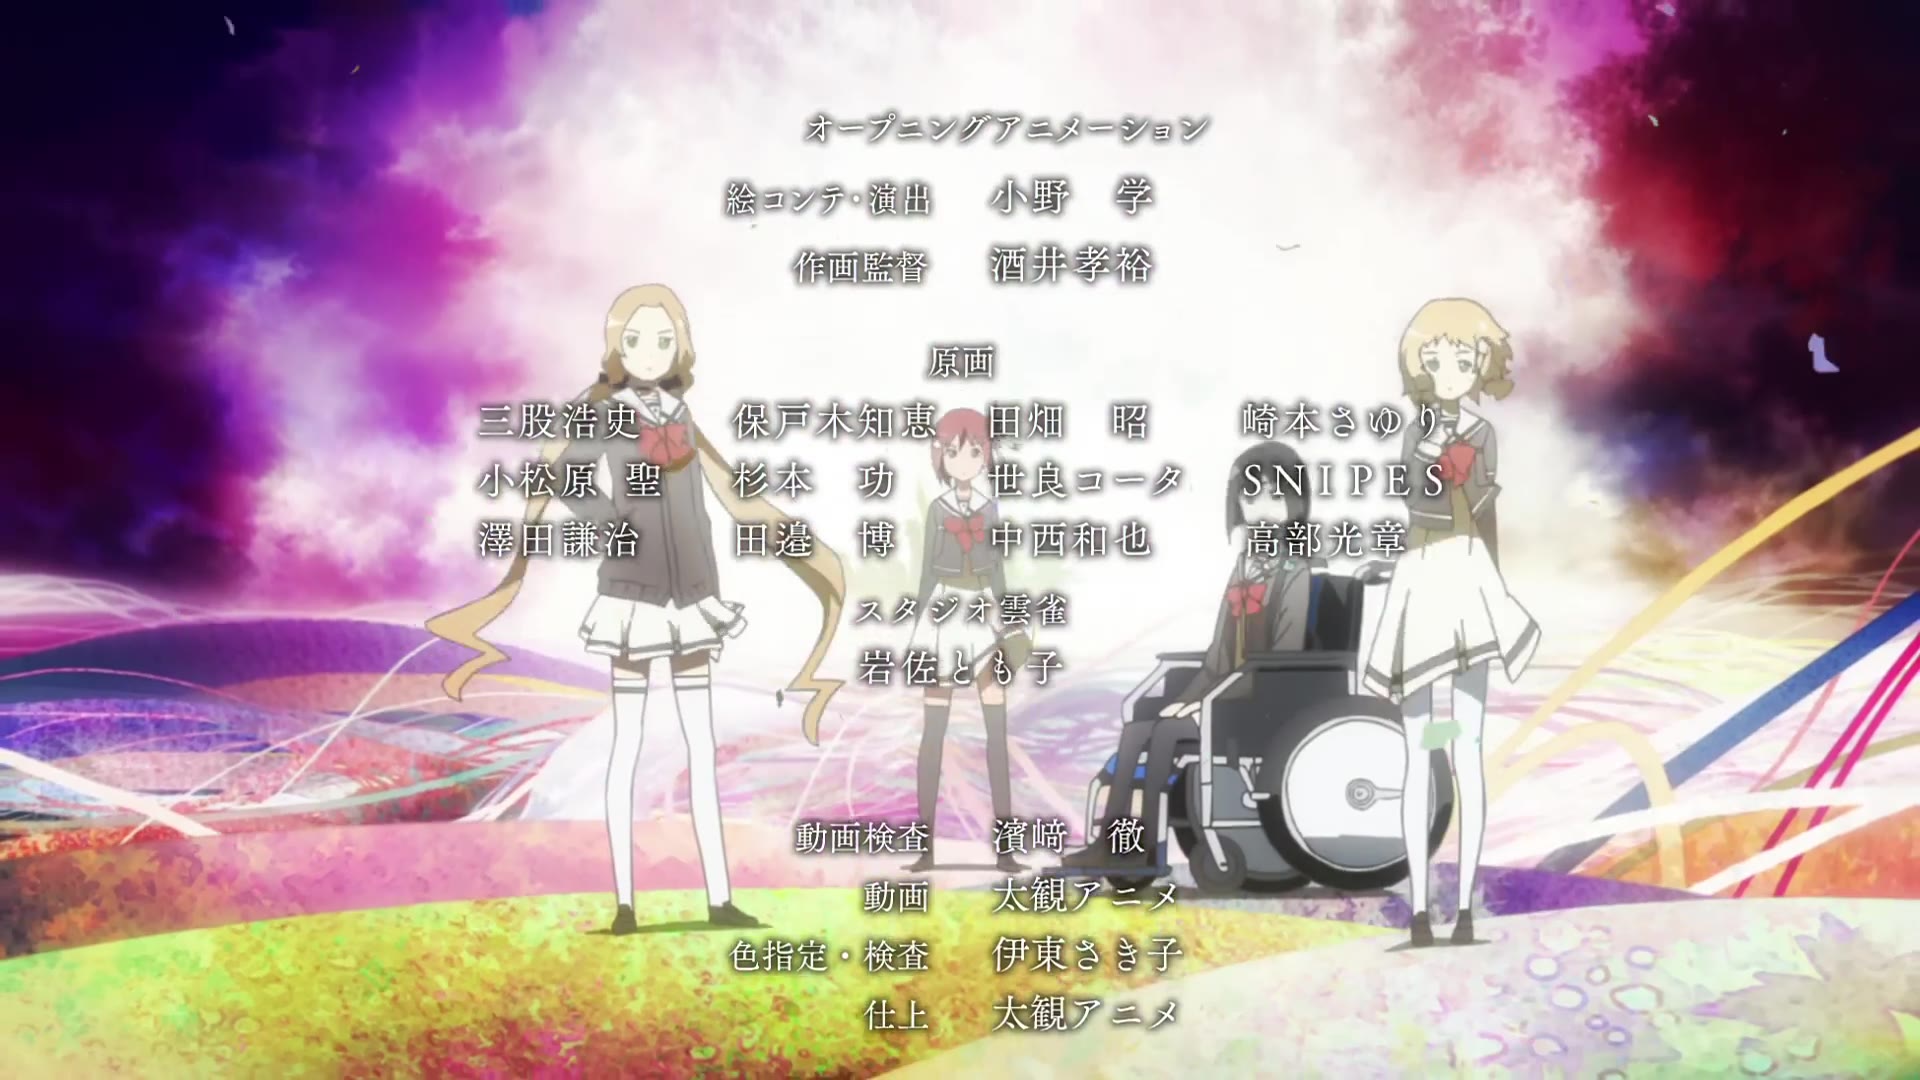 オープニングアニメーション
絵コンテ・演出 小野 学
作画監督 酒井孝裕
原画
三股浩史 保戸木知恵 田畑 昭 崎本さゆり
小松原 聖 杉本 功 世良コータ SNIPES
澤田謙治 田邉 博 中西和也 高部光章
スタジオ雲雀
岩佐とも子
動画検査 濱﨑 徹
動画 太観アニメ
色指定・検査 伊東さき子
仕上 太観アニメ